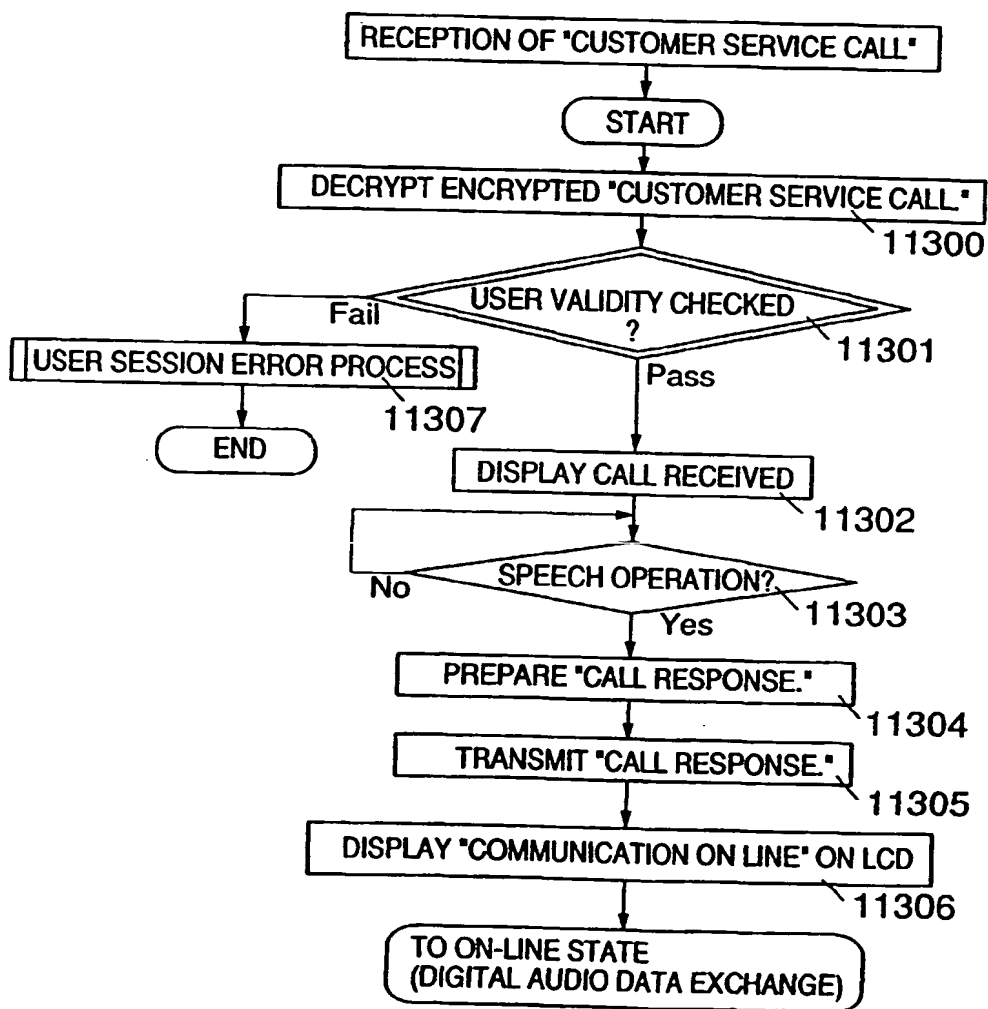 RECEPTION OF "CUSTOMER SERVICE CALL"
START
DECRYPT ENCRYPTED "CUSTOMER SERVICE CALL."
11300
USER VALIDITY CHECKED
?
11301
Fail
Pass
USER SESSION ERROR PROCESS
11307
END
DISPLAY CALL RECEIVED
11302
SPEECH OPERATION?
11303
No
Yes
PREPARE "CALL RESPONSE."
11304
TRANSMIT "CALL RESPONSE."
11305
DISPLAY "COMMUNICATION ON LINE" ON LCD
11306
TO ON-LINE STATE
(DIGITAL AUDIO DATA EXCHANGE)